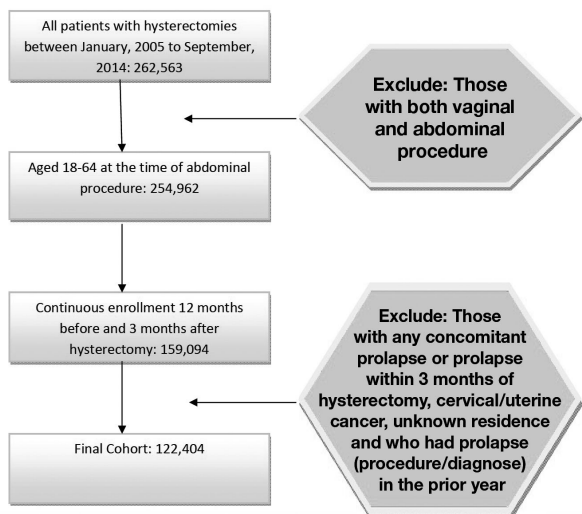 All patients with hysterectomies
between January, 2005 to September,
2014: 262,563
Exclude: Those
with both vaginal
and abdominal
procedure
Aged 18-64 at the time of abdominal
procedure: 254,962
Continuous enrollment 12 months
before and 3 months after
hysterectomy: 159,094
Exclude: Those
with any concomitant
prolapse or prolapse
within 3 months of
hysterectomy, cervical/uterine
cancer, unknown residence
and who had prolapse
(procedure/diagnose)
in the prior year
Final Cohort: 122,404